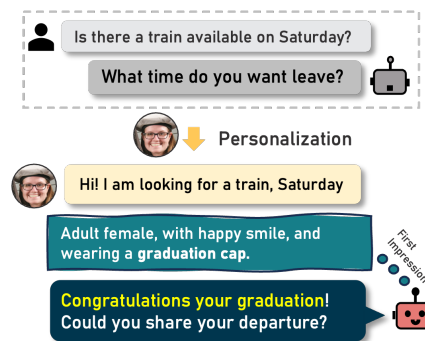 Is there a train available on Saturday?
What time do you want leave?
Personalization
Hi! I am looking for a train, Saturday
Adult female, with happy smile, and
wearing a graduation cap.
First
Impression
Congratulations your graduation!
Could you share your departure?